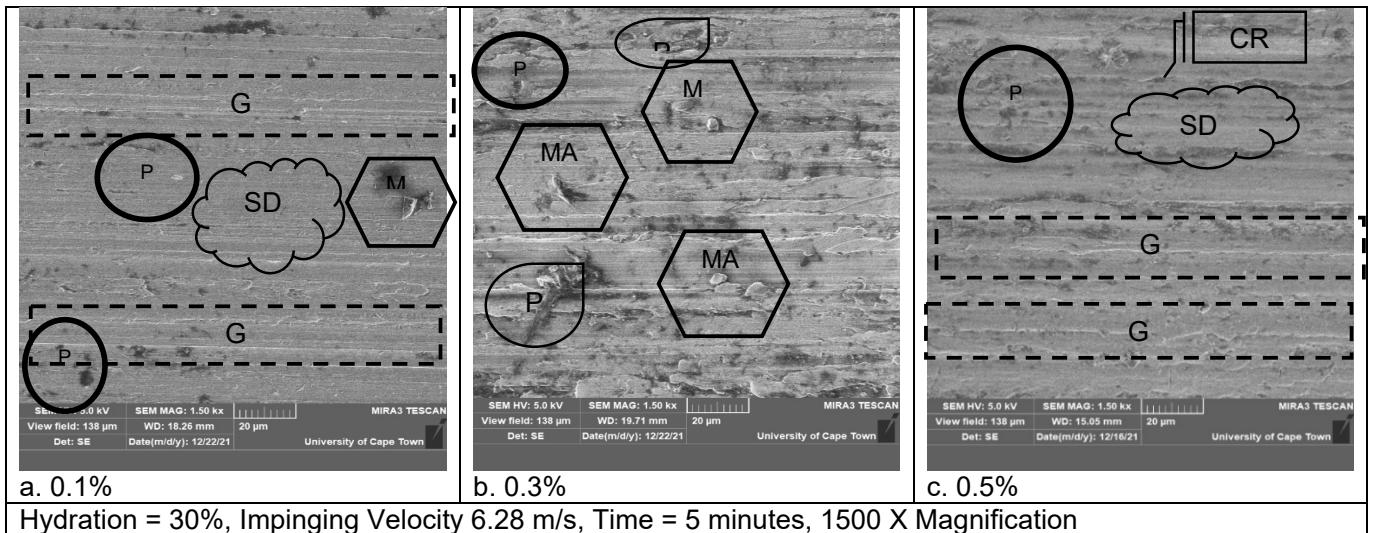 G
P
SD
M
G
P
SEM MAG: 1.50 kx
MIRA3 TESCAN
View field: 138 µm
WD: 18.26 mm
20 µm
Det: SE
Date(m/d/y): 12/22/21
University of Cape Town
a. 0.1%
P
M
MA
MA
P
SEM HV: 5.0 kV
SEM MAG: 1.50 kx
MIRA3 TESCAN
View field: 138 µm
WD: 19.71 mm
20 µm
Det: SE
Date(m/d/y): 12/22/21
University of Cape Town
b. 0.3%
CR
P
SD
G
G
SEM HV: 5.0 kV
SEM MAG: 1.50 kx
MIRA3 TESCAN
View field: 138 µm
WD: 15.05 mm
20 µm
Det: SE
Date(m/d/y): 12/16/21
University of Cape Town
c. 0.5%
Hydration = 30%, Impinging Velocity 6.28 m/s, Time = 5 minutes, 1500 X Magnification